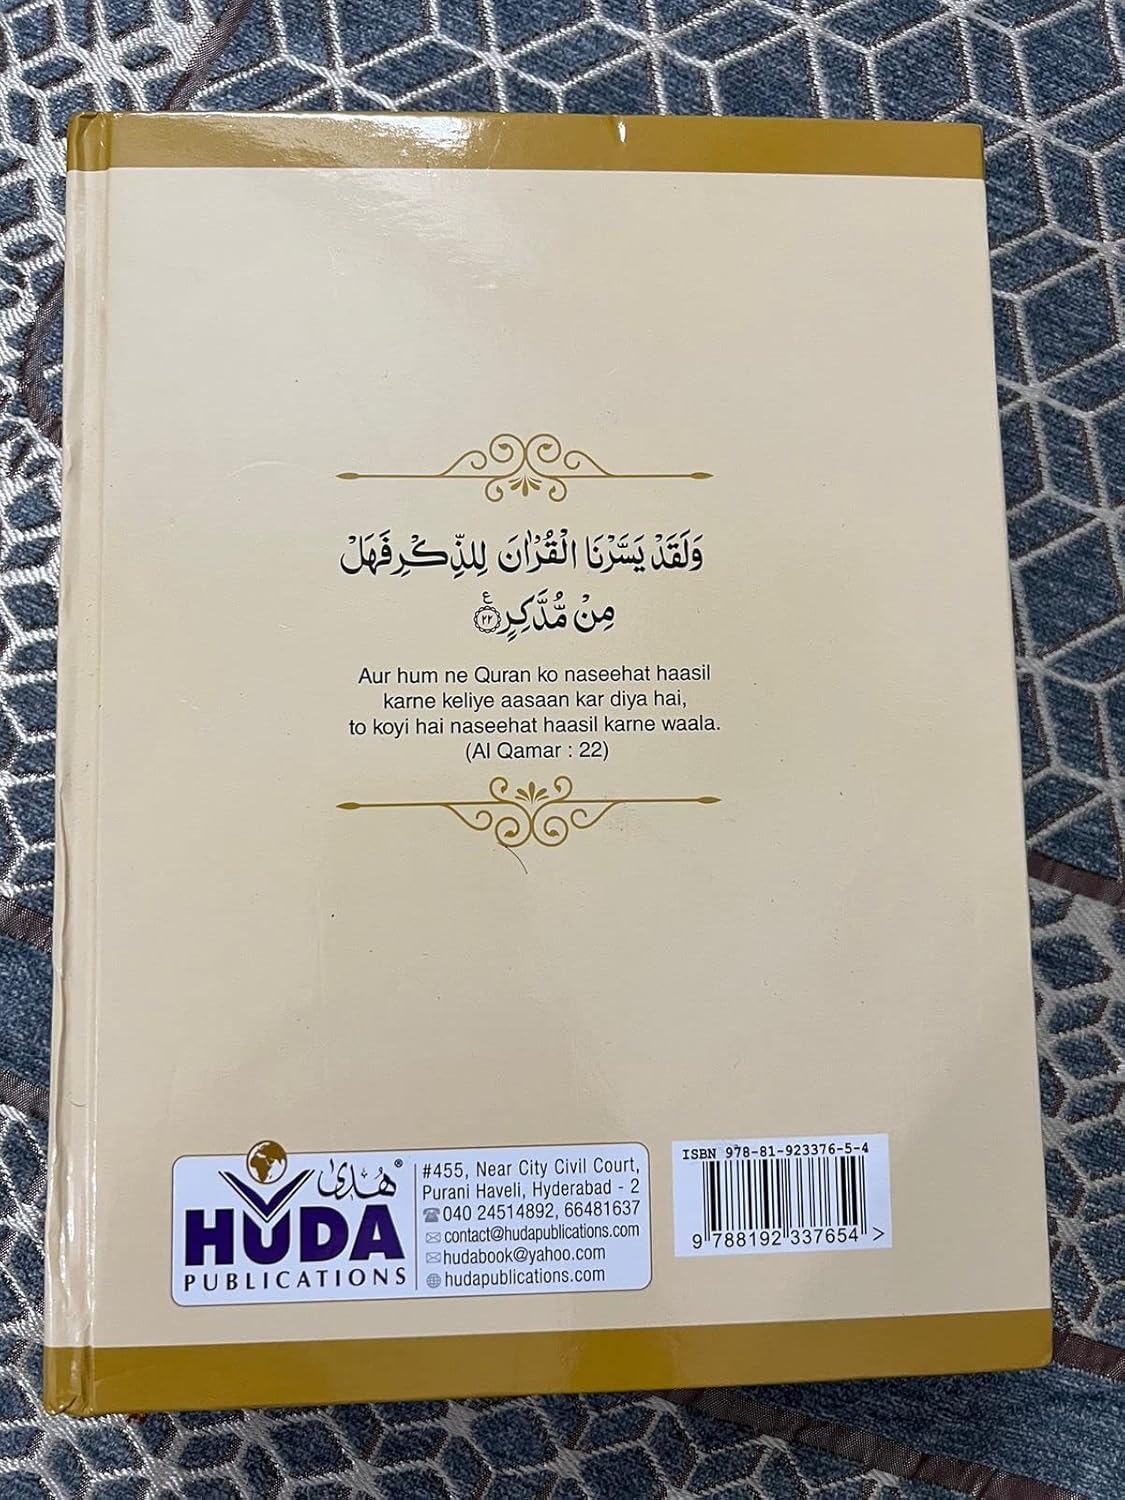 وَلَقَدْ يَسَّرْنَا الْقُرْاٰنَ لِلذِّكْرِ فَهَلْ
مِنْ مُّدَّكِرٍ ۟ع ﴿۲۲﴾
Aur hum ne Quran ko naseehat haasil
karne keliye aasaan kar diya hai,
to koyi hai naseehat haasil karne waala.
(Al Qamar : 22)
هُدىٰ®
HUDA
PUBLICATIONS
#455, Near City Civil Court,
Purani Haveli, Hyderabad - 2
040 24514892, 66481637
contact@hudapublications.com
hudabook@yahoo.com
hudapublications.com
ISBN 978-81-923376-5-4
9 788192 337654 >